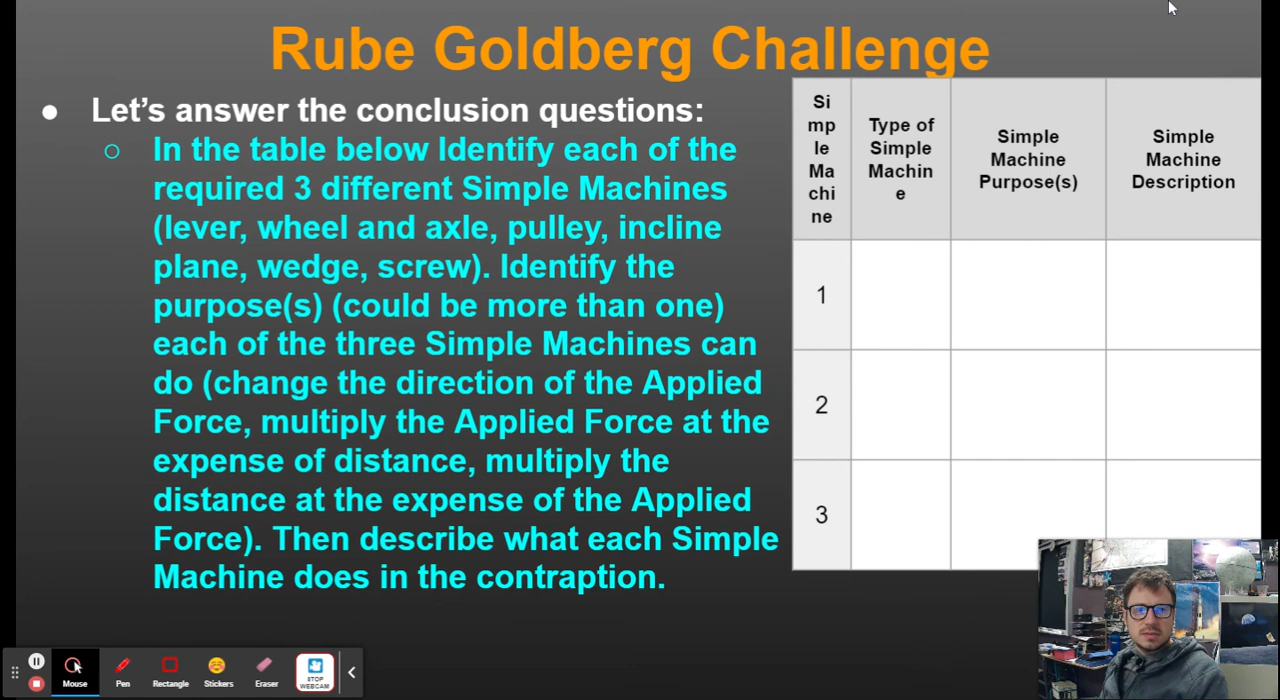 Rube Goldberg Challenge
● Let's answer the conclusion questions:
○ In the table below Identify each of the
required 3 different Simple Machines
(lever, wheel and axle, pulley, incline
plane, wedge, screw). Identify the
purpose(s) (could be more than one)
each of the three Simple Machines can
do (change the direction of the Applied
Force, multiply the Applied Force at the
expense of distance, multiply the
distance at the expense of the Applied
Force). Then describe what each Simple
Machine does in the contraption.
Si
mp
le
Ma
chi
ne
Type of
Simple
Machin
e
Simple
Machine
Purpose(s)
Simple
Machine
Description
1
2
3
Mouse
Pen
Rectangle
Stickers
Eraser
STOP
WEBCAM